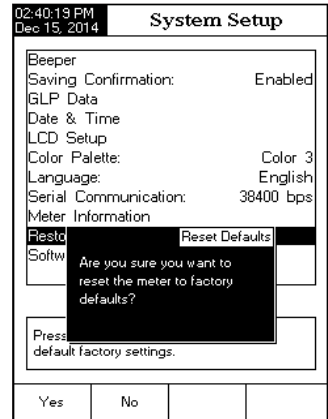 02:40:19 PM
Dec 15, 2014
System Setup
Beeper
Saving Confirmation: Enabled
GLP Data
Date & Time
LCD Setup
Color Palette: Color 3
Language: English
Serial Communication: 38400 bps
Meter Information
Resto
Reset Defaults
Softw
Are you sure you want to
reset the meter to factory
defaults?
Press
default factory settings.
Yes No